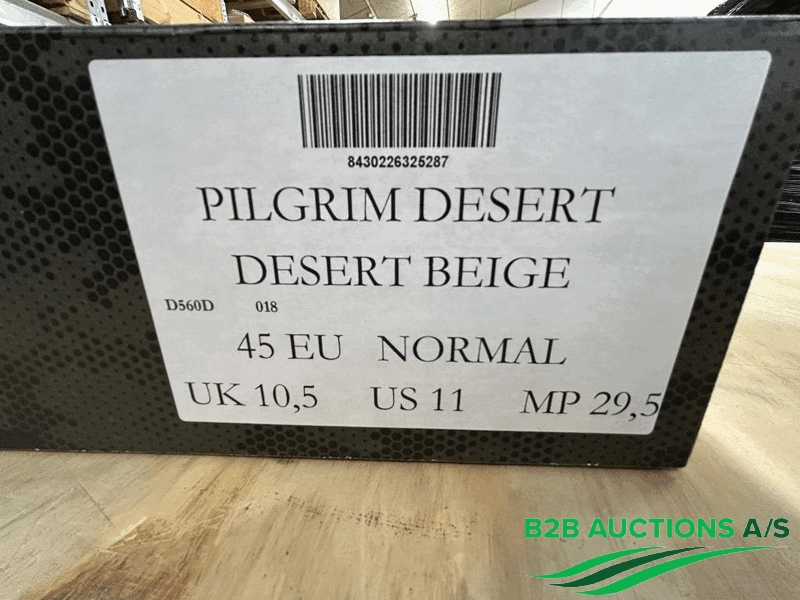 8430226325287
PILGRIM DESERT
DESERT BEIGE
D560D 018
45 EU NORMAL
UK 10,5 US 11 MP 29,5
B2B AUCTIONS A/S